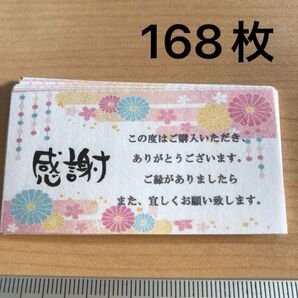 168枚
感謝
この度はご購入いただき、
ありがとうございます。
ご縁がありましたら
また、宜しくお願い致します。